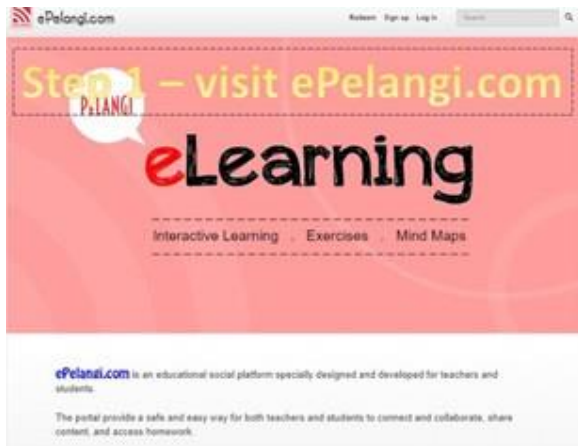 ePelangi.com Redeem Sign up Log in Search
Step 1 – visit ePelangi.com
PELANGI
eLearning
Interactive Learning . Exercises . Mind Maps
ePelangi.com is an educational social platform specially designed and developed for teachers and
students.
The portal provide a safe and easy way for both teachers and students to connect and collaborate, share
content, and access homework.